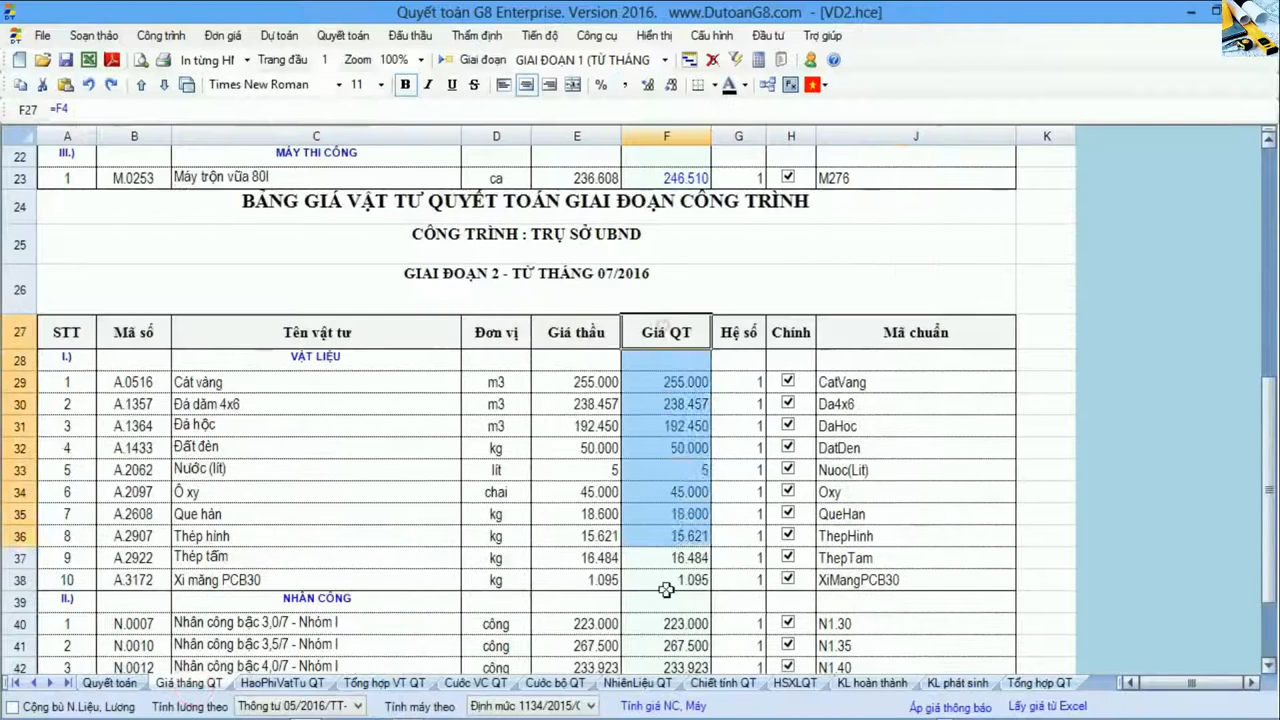 Quyết toán G8 Enterprise. Version 2016. www.DutoanG8.com - [VD2.hce]
File Soạn thảo Công trình Đơn giá Dự toán Quyết toán Đấu thầu Thẩm định Tiến độ Công cụ Hiển thị Cấu hình Đầu tư Trợ giúp
In từng HM Trang đầu 1 Zoom 100% Giai đoạn GIAI ĐOẠN 1 (TỪ THÁNG
Times New Roman 11 B I U S %
F27 =F4
A B C D E F G H J K
22 III.) MÁY THI CÔNG
23 1 M.0253 Máy trộn vữa 80l ca 236.608 246.510 1 M276
24 BẢNG GIÁ VẬT TƯ QUYẾT TOÁN GIAI ĐOẠN CÔNG TRÌNH
25 CÔNG TRÌNH : TRỤ SỞ UBND
26 GIAI ĐOẠN 2 - TỪ THÁNG 07/2016
27 STT Mã số Tên vật tư Đơn vị Giá thầu Giá QT Hệ số Chính Mã chuẩn
28 I.) VẬT LIỆU
29 1 A.0516 Cát vàng m3 255.000 255.000 1 CatVang
30 2 A.1357 Đá dăm 4x6 m3 238.457 238.457 1 Da4x6
31 3 A.1364 Đá hộc m3 192.450 192.450 1 DaHoc
32 4 A.1433 Đất đèn kg 50.000 50.000 1 DatDen
33 5 A.2062 Nước (lít) lít 5 5 1 Nuoc(Lit)
34 6 A.2097 Ô xy chai 45.000 45.000 1 Oxy
35 7 A.2608 Que hàn kg 18.600 18.600 1 QueHan
36 8 A.2907 Thép hình kg 15.621 15.621 1 ThepHinh
37 9 A.2922 Thép tấm kg 16.484 16.484 1 ThepTam
38 10 A.3172 Xi măng PCB30 kg 1.095 1.095 1 XiMangPCB30
39 II.) NHÂN CÔNG
40 1 N.0007 Nhân công bậc 3,0/7 - Nhóm I công 223.000 223.000 1 N1.30
41 2 N.0010 Nhân công bậc 3,5/7 - Nhóm I công 267.500 267.500 1 N1.35
42 3 N.0012 Nhân công bậc 4,0/7 - Nhóm I công 233.923 233.923 1 N1.40
Quyết toán Giá tháng QT HaoPhiVatTu QT Tổng hợp VT QT Cước VC QT Cước bộ QT NhiênLiệu QT Chiết tính QT HSXLQT KL hoàn thành KL phát sinh Tổng hợp QT
Cộng bù N.Liệu, Lương Tính lương theo Thông tư 05/2016/TT- Tính máy theo Định mức 1134/2015/Q Tính giá NC, Máy Áp giá thông báo Lấy giá từ Excel